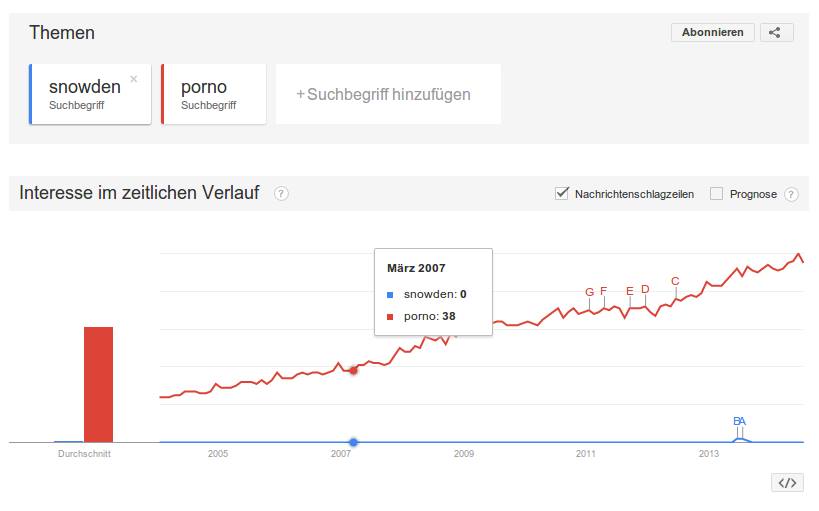 Themen
Abonnieren
snowden ×
Suchbegriff
porno
Suchbegriff
+Suchbegriff hinzufügen
Interesse im zeitlichen Verlauf ?
Nachrichtenschlagzeilen
Prognose ?
März 2007
snowden: 0
porno: 38
G F E D C
B A
Durchschnitt 2005 2007 2009 2011 2013
</>